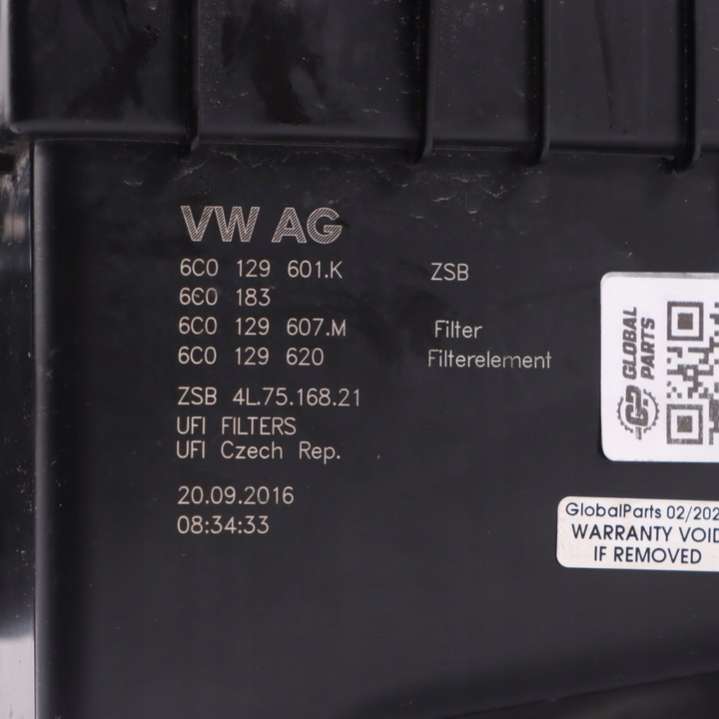 VW AG
6C0 129 601.K ZSB
6C0 183
6C0 129 607.M Filter
6C0 129 620 Filterelement
ZSB 4L.75.168.21
UFI FILTERS
UFI Czech Rep.
20.09.2016
08:34:33
GP GLOBAL
PARTS
GlobalParts 02/202
WARRANTY VOID
IF REMOVED